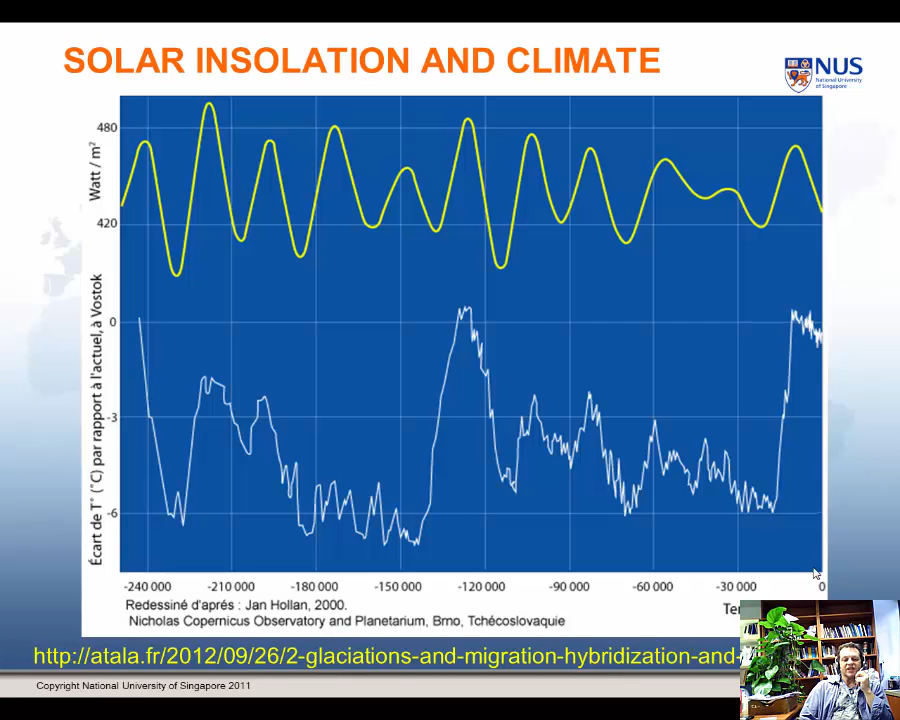 SOLAR INSOLATION AND CLIMATE
NUS
National University
of Singapore
480
Watt / m²
420
0
Écart de T° (°C) par rapport à l'actuel, à Vostok
-3
-6
-240 000 -210 000 -180 000 -150 000 -120 000 -90 000 -60 000 -30 000 0
Redessiné d'aprés : Jan Hollan, 2000.
Nicholas Copernicus Observatory and Planetarium, Brno, Tchécoslovaquie
http://atala.fr/2012/09/26/2-glaciations-and-migration-hybridization-and-
Copyright National University of Singapore 2011